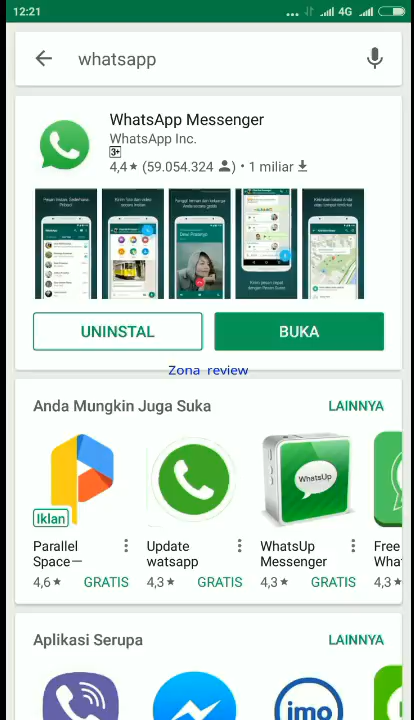 12:21
4G
whatsapp
WhatsApp Messenger
WhatsApp Inc.
3+
4,4★ (59.054.324) • 1 miliar
UNINSTAL
BUKA
Zona review
Anda Mungkin Juga Suka
LAINNYA
Iklan
WhatsUp
Parallel
Space—
Update
watsapp
WhatsUp
Messenger
Free
What
4,6★ GRATIS
4,3★ GRATIS
4,3★ GRATIS
4,3★
Aplikasi Serupa
LAINNYA
imo